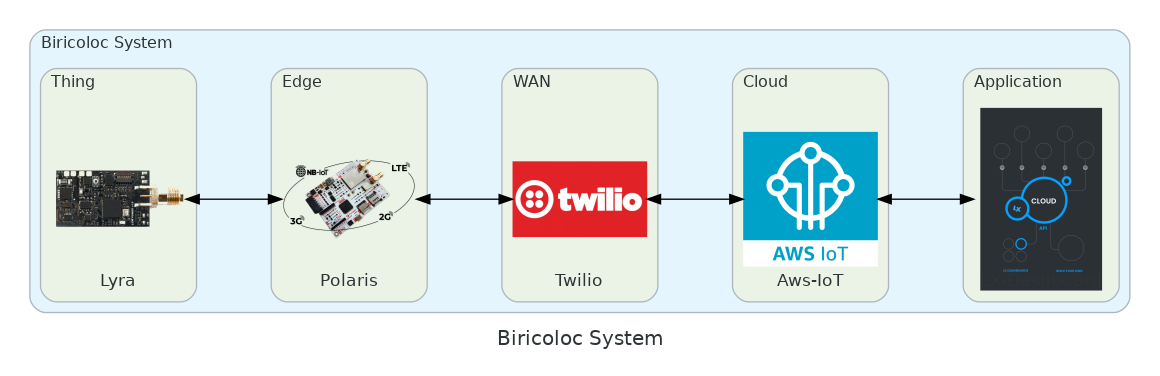 Biricoloc System
Thing
Edge
WAN
Cloud
Application
NB-IoT
LTE
3G
2G
twilio
AWS IoT
LX
CLOUD
API
Lyra
Polaris
Twilio
Aws-IoT
Biricoloc System